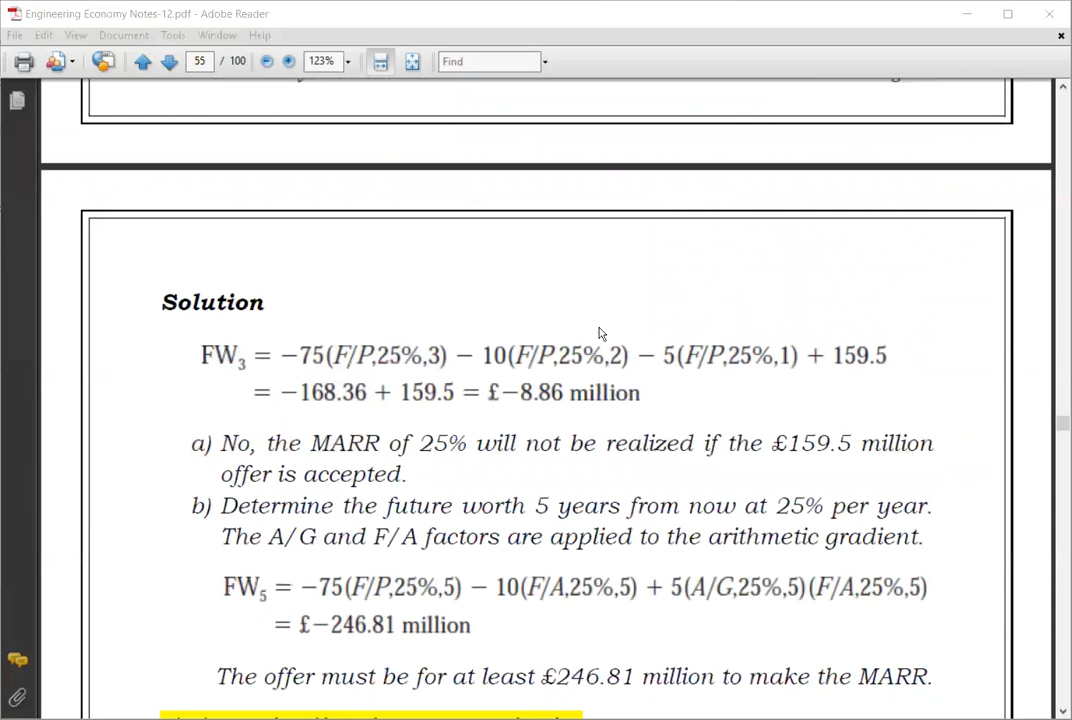 Engineering Economy Notes-12.pdf - Adobe Reader
File Edit View Document Tools Window Help
55 / 100 123% Find
Solution
FW₃ = −75(F/P,25%,3) − 10(F/P,25%,2) − 5(F/P,25%,1) + 159.5
= −168.36 + 159.5 = £−8.86 million
a) No, the MARR of 25% will not be realized if the £159.5 million
offer is accepted.
b) Determine the future worth 5 years from now at 25% per year.
The A/G and F/A factors are applied to the arithmetic gradient.
FW₅ = −75(F/P,25%,5) − 10(F/A,25%,5) + 5(A/G,25%,5)(F/A,25%,5)
= £−246.81 million
The offer must be for at least £246.81 million to make the MARR.